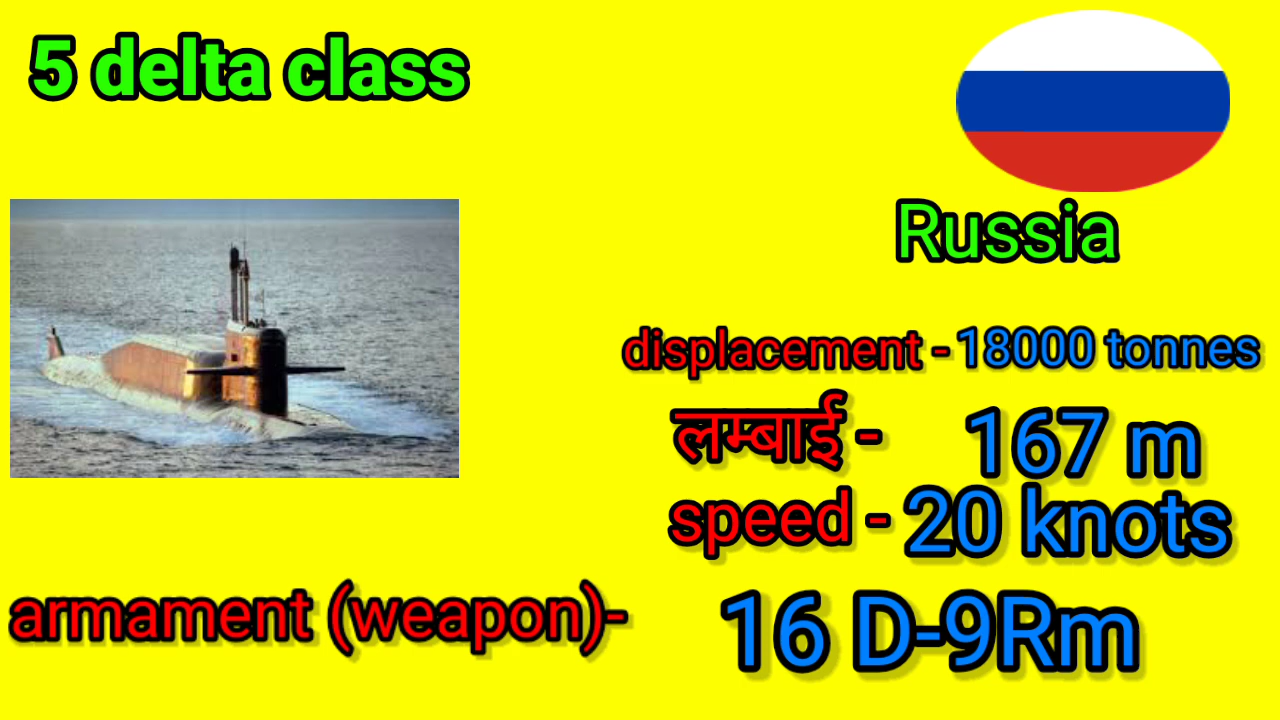 5 delta class
Russia
displacement - 18000 tonnes
लम्बाई - 167 m
speed - 20 knots
armament (weapon)- 16 D-9Rm